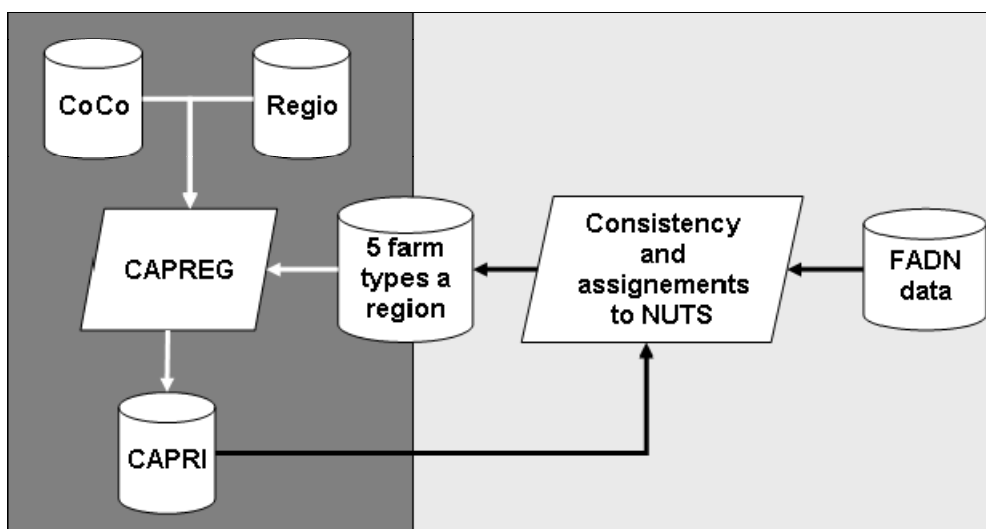 CoCo
Regio
CAPREG
5 farm
types a
region
Consistency
and
assignements
to NUTS
FADN
data
CAPRI